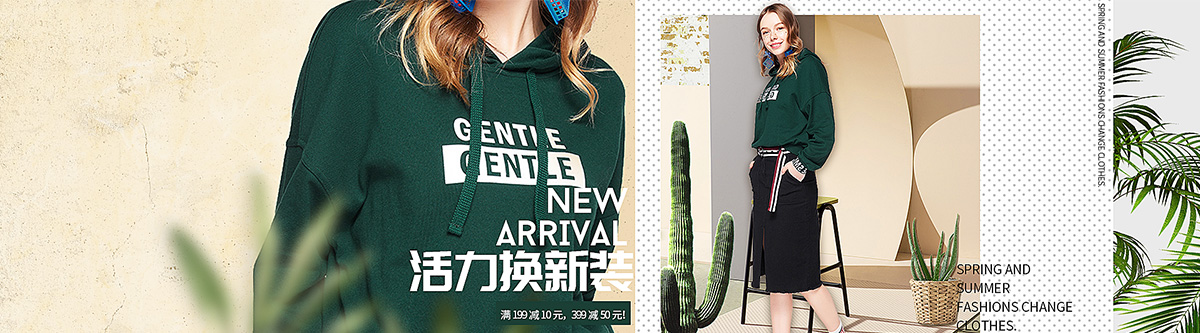 GENTLE
GENTLE
NEW
ARRIVAL
活力换新装
满199减10元，399减50元!
SPRING AND SUMMER FASHIONS CHANGE CLOTHES.
SPRING AND
SUMMER
FASHIONS CHANGE
CLOTHES.